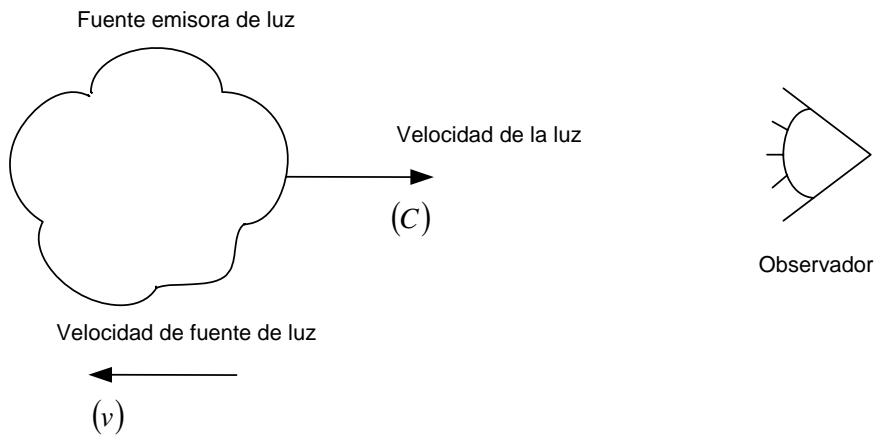 Fuente emisora de luz
Velocidad de la luz
(C)
Observador
Velocidad de fuente de luz
(v)